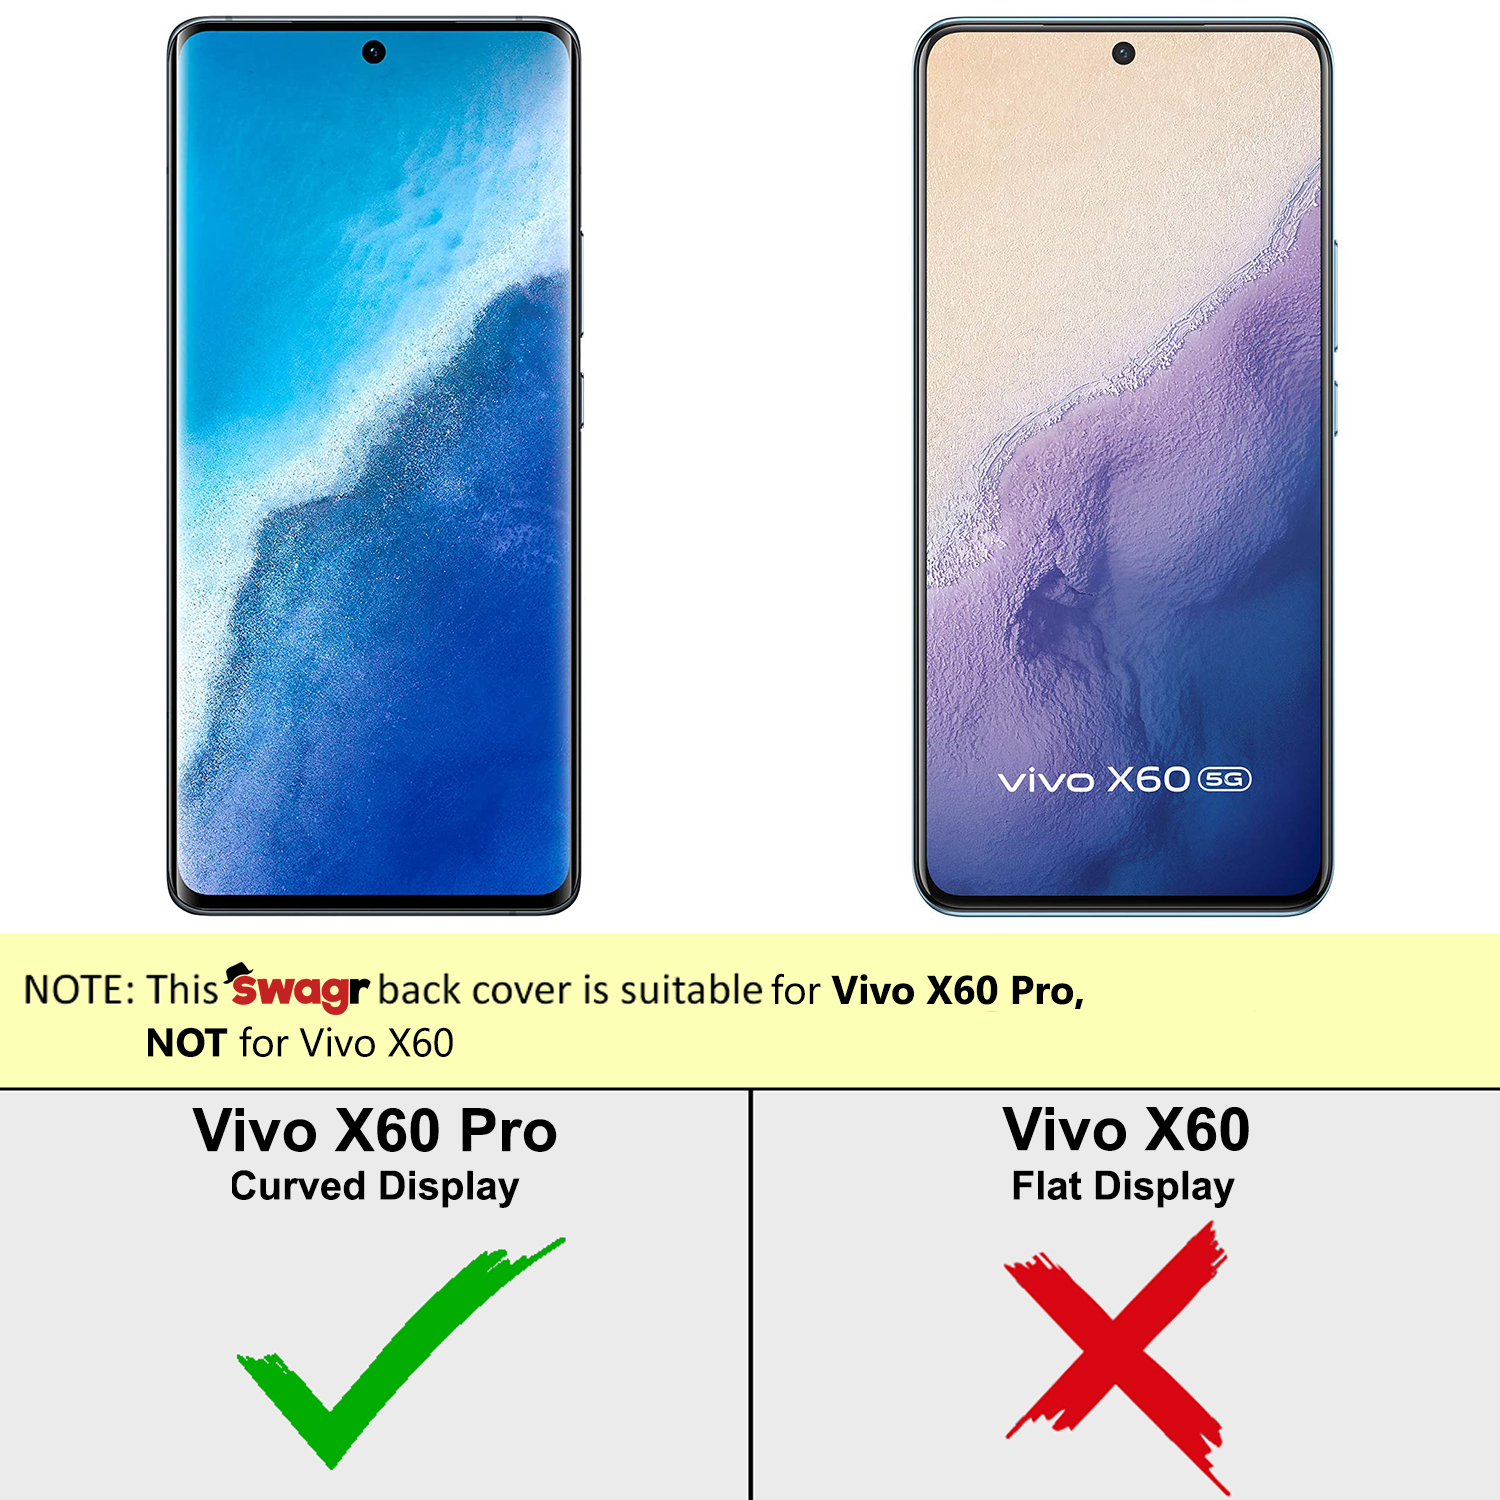 vivo X60 5G
NOTE: This Swagr back cover is suitable for Vivo X60 Pro,
NOT for Vivo X60
Vivo X60 Pro
Curved Display
Vivo X60
Flat Display